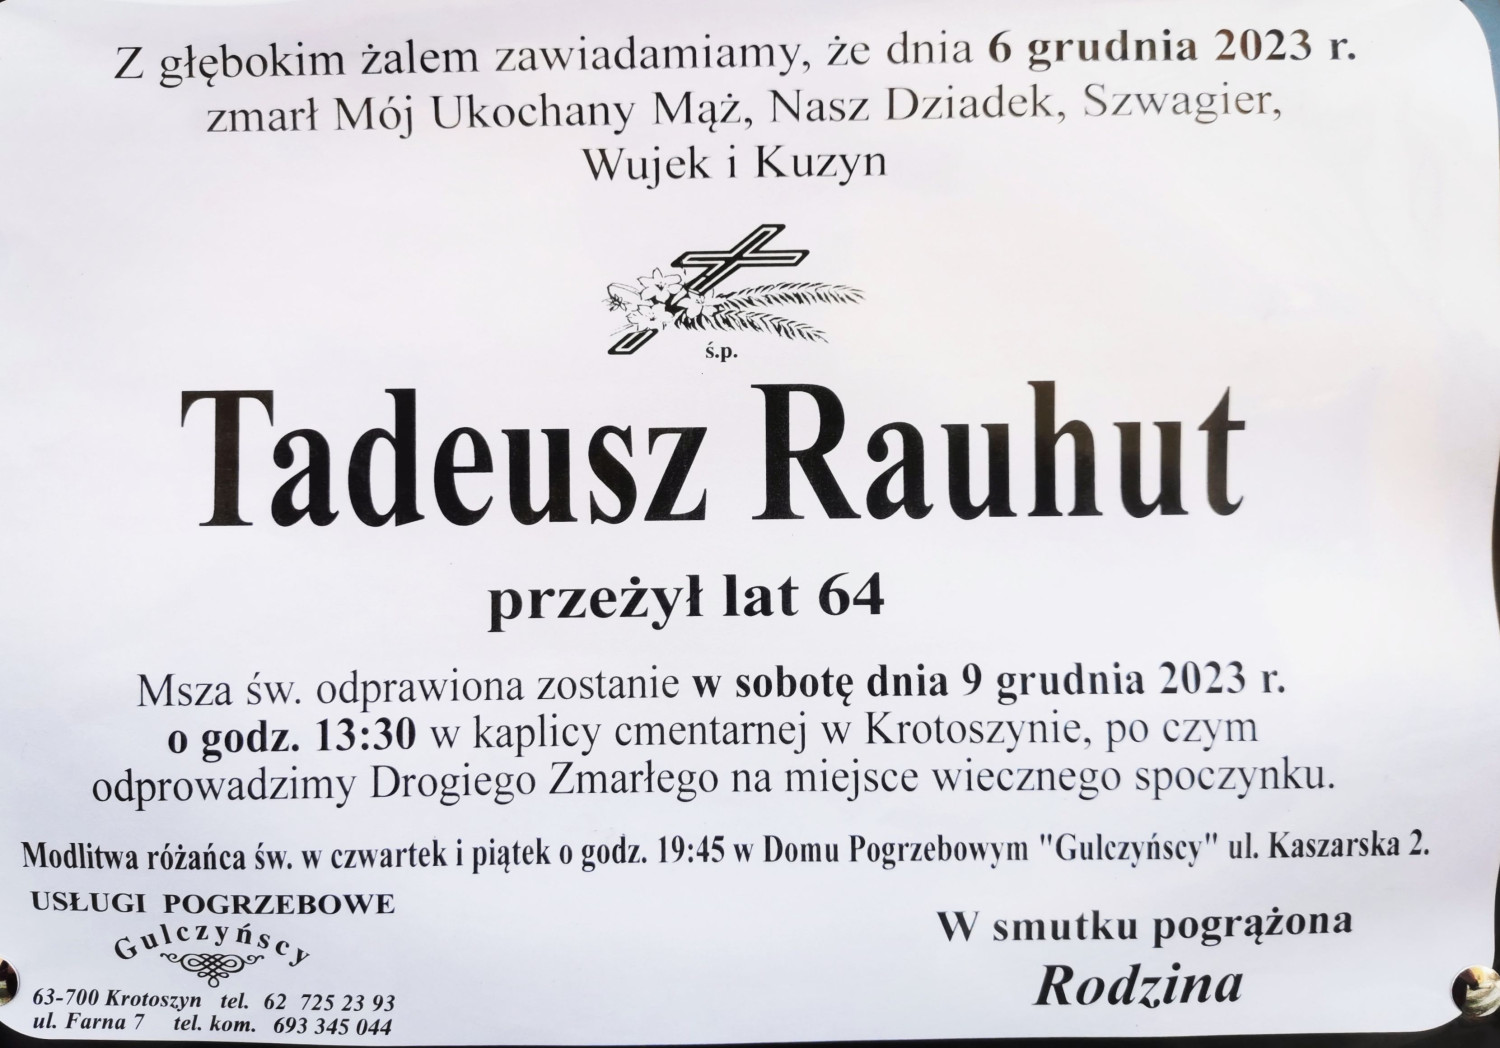 Z głębokim żalem zawiadamiamy, że dnia 6 grudnia 2023 r.
zmarł Mój Ukochany Mąż, Nasz Dziadek, Szwagier,
Wujek i Kuzyn
ś.p.
Tadeusz Rauhut
przeżył lat 64
Msza św. odprawiona zostanie w sobotę dnia 9 grudnia 2023 r.
o godz. 13:30 w kaplicy cmentarnej w Krotoszynie, po czym
odprowadzimy Drogiego Zmarłego na miejsce wiecznego spoczynku.
Modlitwa różańca św. w czwartek i piątek o godz. 19:45 w Domu Pogrzebowym "Gulczyńscy" ul. Kaszarska 2.
USŁUGI POGRZEBOWE
Gulczyńscy
63-700 Krotoszyn tel. 62 725 23 93
ul. Farna 7 tel. kom. 693 345 044
W smutku pogrążona
Rodzina